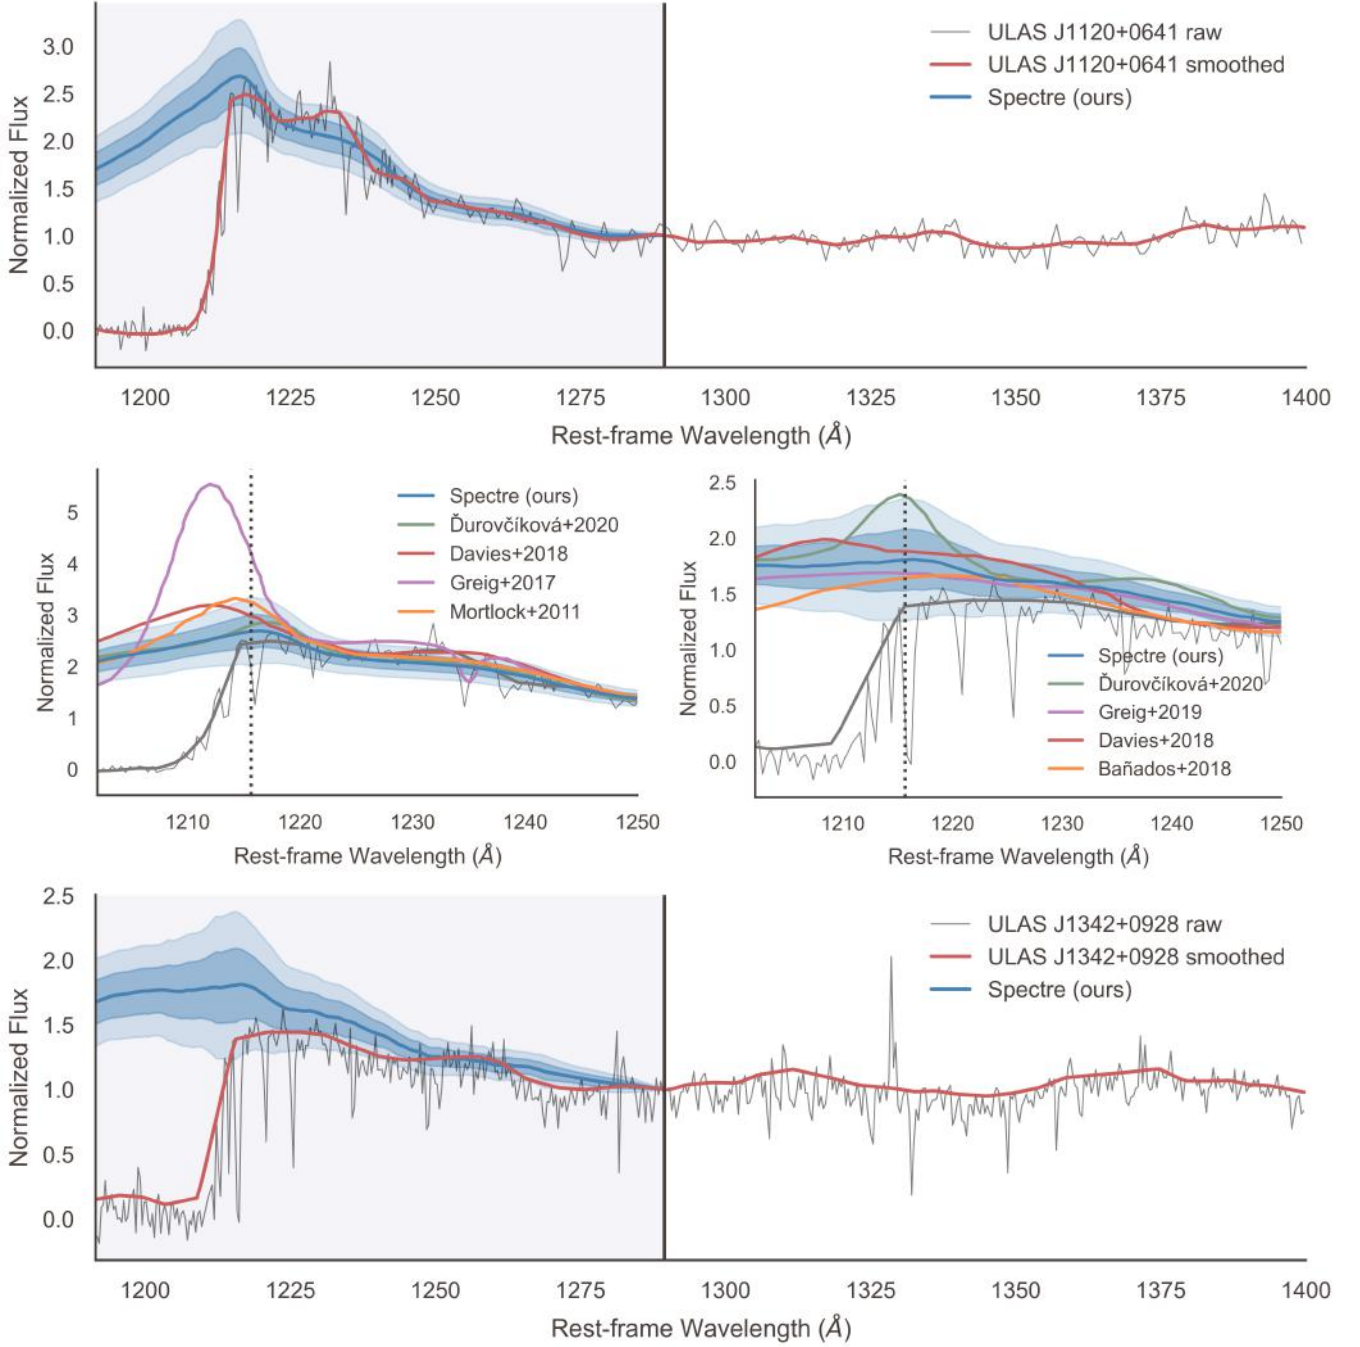 Normalized Flux
3.0
2.5
2.0
1.5
1.0
0.5
0.0
ULAS J1120+0641 raw
ULAS J1120+0641 smoothed
Spectre (ours)
1200 1225 1250 1275 1300 1325 1350 1375 1400
Rest-frame Wavelength (Å)
Normalized Flux
5
4
3
2
1
0
Spectre (ours)
Ďurovčíková+2020
Davies+2018
Greig+2017
Mortlock+2011
1210 1220 1230 1240 1250
Rest-frame Wavelength (Å)
Normalized Flux
2.5
2.0
1.5
1.0
0.5
0.0
Spectre (ours)
Ďurovčíková+2020
Greig+2019
Davies+2018
Bañados+2018
1210 1220 1230 1240 1250
Rest-frame Wavelength (Å)
Normalized Flux
2.5
2.0
1.5
1.0
0.5
0.0
ULAS J1342+0928 raw
ULAS J1342+0928 smoothed
Spectre (ours)
1200 1225 1250 1275 1300 1325 1350 1375 1400
Rest-frame Wavelength (Å)